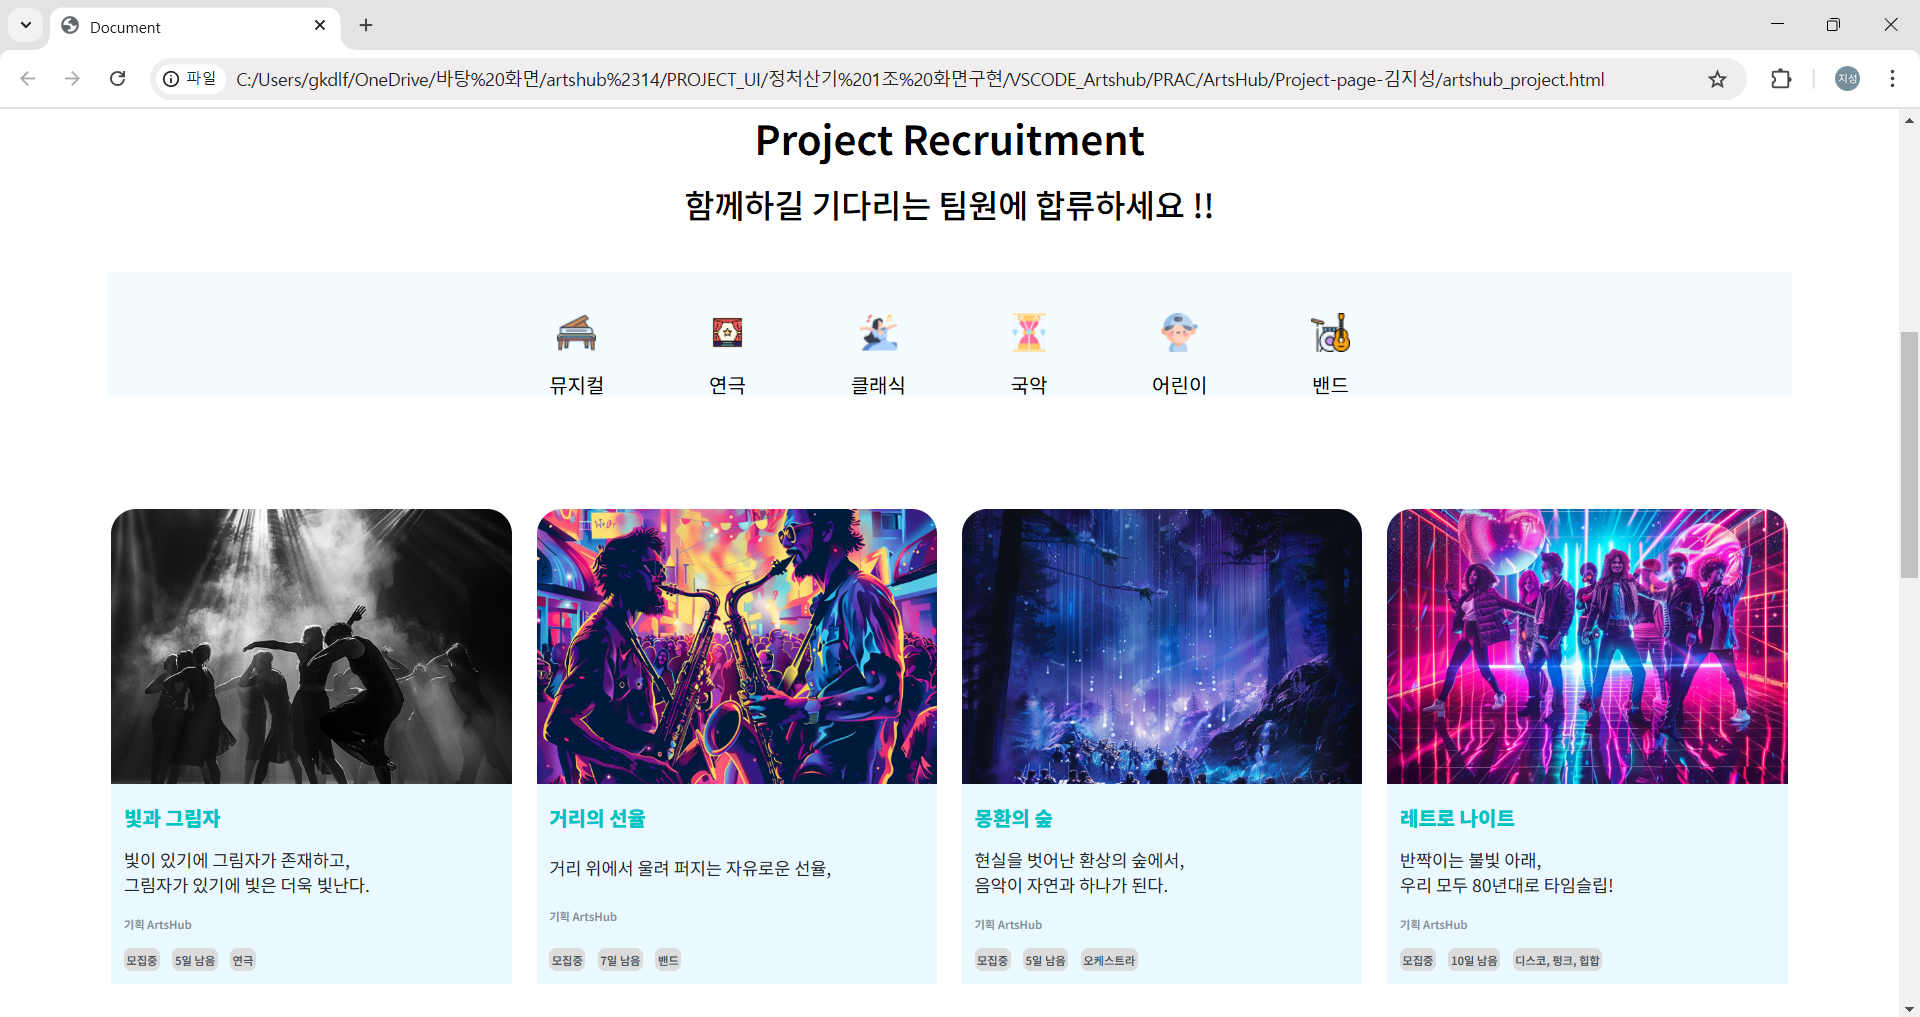 Document
파일
C:/Users/gkdlf/OneDrive/바탕%20화면/artshub%2314/PROJECT_UI/정처산기%201조%20화면구현/VSCODE_Artshub/PRAC/ArtsHub/Project-page-김지성/artshub_project.html
지성
Project Recruitment
함께하길 기다리는 팀원에 합류하세요 !!
뮤지컬 연극 클래식 국악 어린이 밴드
빛과 그림자
빛이 있기에 그림자가 존재하고,
그림자가 있기에 빛은 더욱 빛난다.
기획 ArtsHub
모집중 5일 남음 연극
거리의 선율
거리 위에서 울려 퍼지는 자유로운 선율,
기획 ArtsHub
모집중 7일 남음 밴드
몽환의 숲
현실을 벗어난 환상의 숲에서,
음악이 자연과 하나가 된다.
기획 ArtsHub
모집중 5일 남음 오케스트라
레트로 나이트
반짝이는 불빛 아래,
우리 모두 80년대로 타임슬립!
기획 ArtsHub
모집중 10일 남음 디스코, 펑크, 힙합